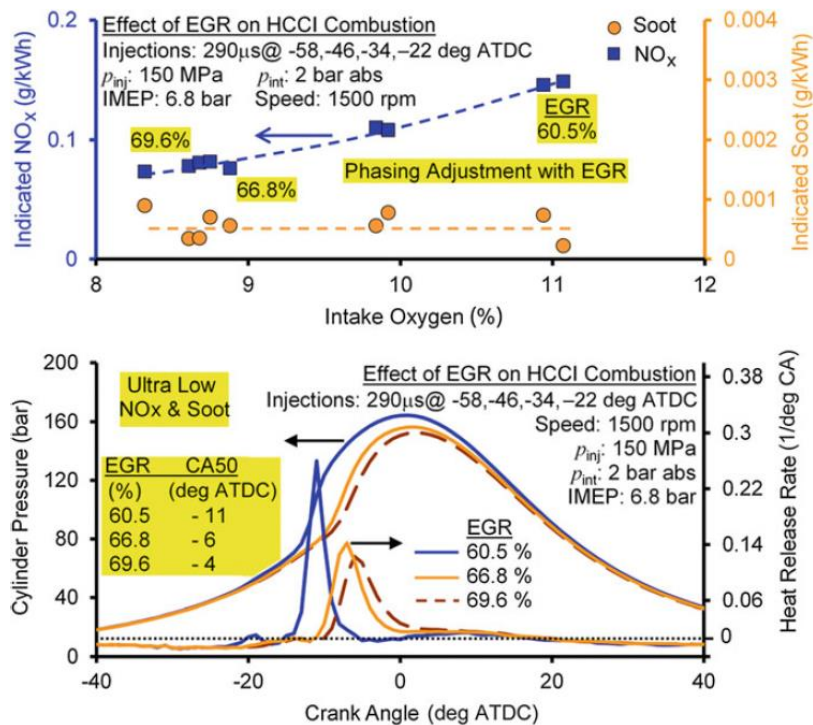 Effect of EGR on HCCI Combustion
Injections: 290μs@ -58,-46,-34,–22 deg ATDC
pinj: 150 MPa pint: 2 bar abs
IMEP: 6.8 bar Speed: 1500 rpm
Soot
NOx
69.6%
66.8%
EGR
60.5%
Phasing Adjustment with EGR
Indicated NOx (g/kWh)
0.2
0.1
0
Indicated Soot (g/kWh)
0.004
0.003
0.002
0.001
0
8 9 10 11 12
Intake Oxygen (%)
Ultra Low
NOx & Soot
Effect of EGR on HCCI Combustion
Injections: 290μs@ -58,-46,-34,–22 deg ATDC
Speed: 1500 rpm
pinj: 150 MPa
pint: 2 bar abs
IMEP: 6.8 bar
EGR CA50
(%) (deg ATDC)
60.5 - 11
66.8 - 6
69.6 - 4
EGR
60.5 %
66.8 %
69.6 %
Cylinder Pressure (bar)
200
160
120
80
40
0
Heat Release Rate (1/deg CA)
0.38
0.3
0.22
0.14
0.06
0
-40 -20 0 20 40
Crank Angle (deg ATDC)